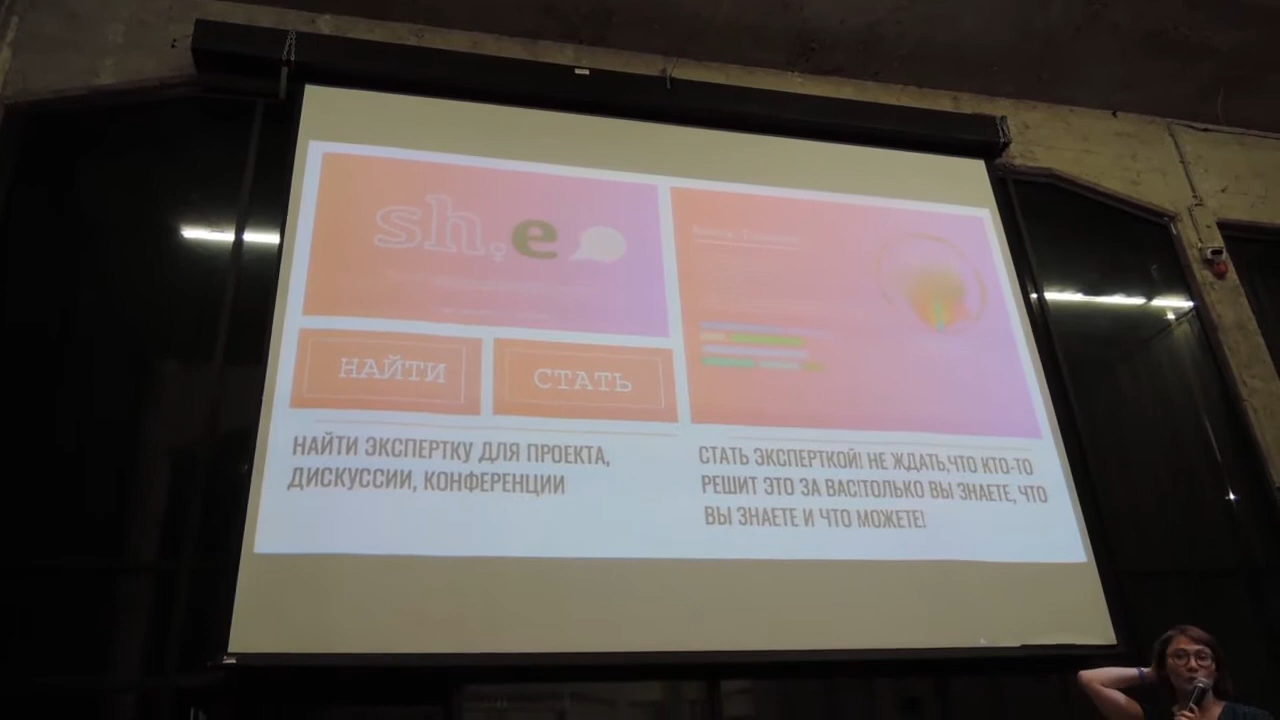 sh,e
НАЙТИ
СТАТЬ
НАЙТИ ЭКСПЕРТКУ ДЛЯ ПРОЕКТА,
ДИСКУССИИ, КОНФЕРЕНЦИИ
СТАТЬ ЭКСПЕРТКОЙ! НЕ ЖДАТЬ,ЧТО КТО-ТО
РЕШИТ ЭТО ЗА ВАС!ТОЛЬКО ВЫ ЗНАЕТЕ, ЧТО
ВЫ ЗНАЕТЕ И ЧТО МОЖЕТЕ!